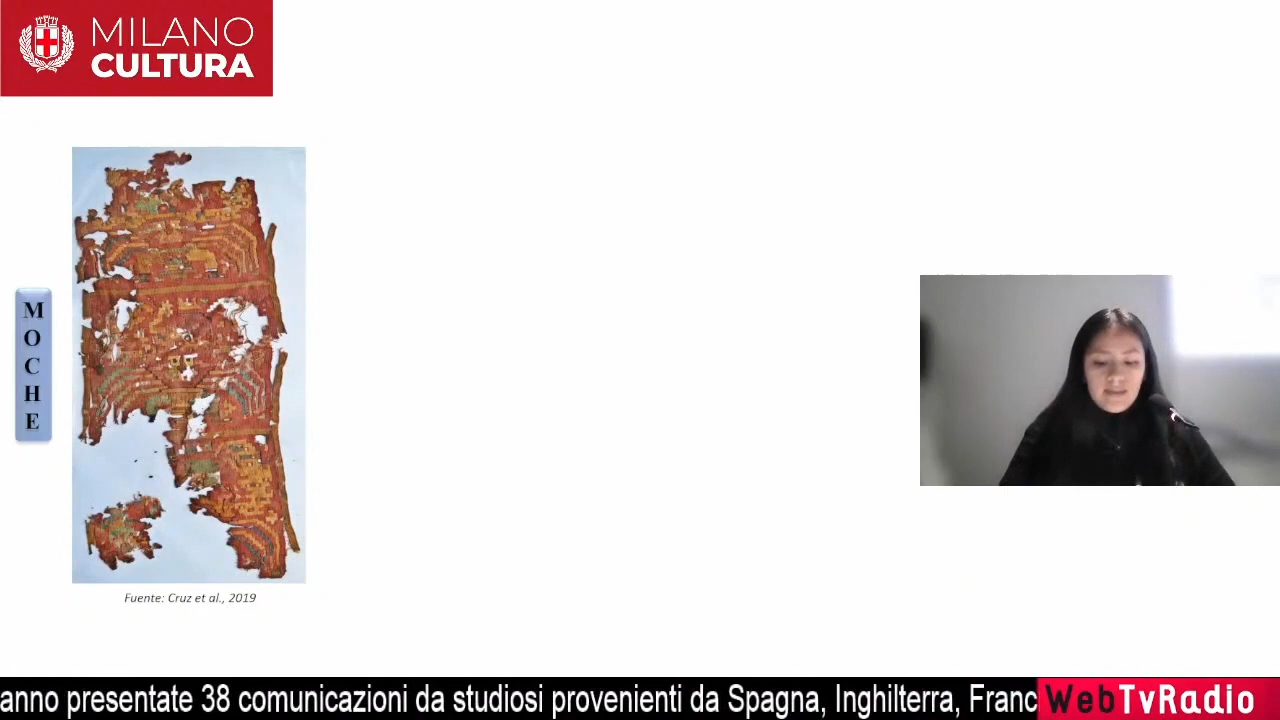 MILANO
CULTURA
MOCHE
Fuente: Cruz et al., 2019
anno presentate 38 comunicazioni da studiosi provenienti da Spagna, Inghilterra, Franc
WebTvRadio